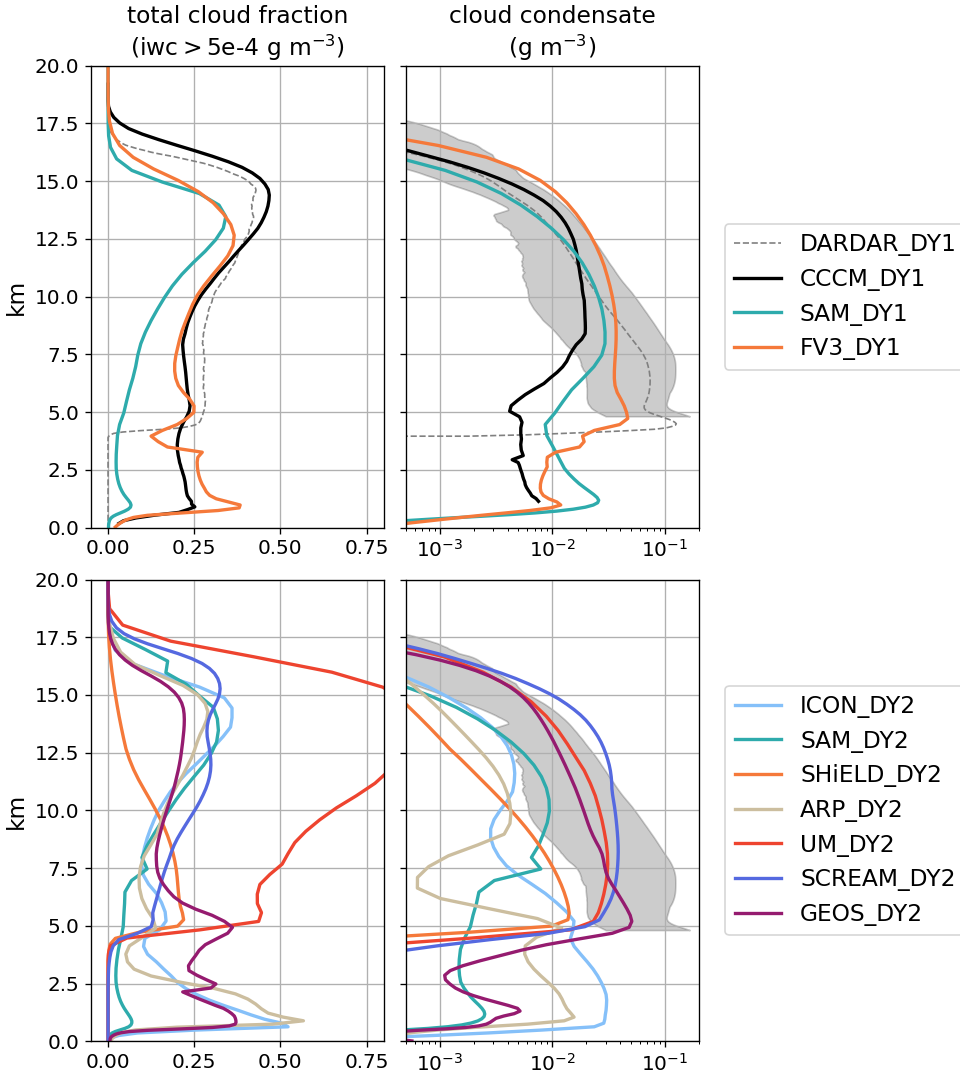 total cloud fraction
(iwc > 5e-4 g m⁻³)
cloud condensate
(g m⁻³)
km
20.0
17.5
15.0
12.5
10.0
7.5
5.0
2.5
0.0
0.00 0.25 0.50 0.75
10⁻³ 10⁻² 10⁻¹
DARDAR_DY1
CCCM_DY1
SAM_DY1
FV3_DY1
km
20.0
17.5
15.0
12.5
10.0
7.5
5.0
2.5
0.0
0.00 0.25 0.50 0.75
10⁻³ 10⁻² 10⁻¹
ICON_DY2
SAM_DY2
SHiELD_DY2
ARP_DY2
UM_DY2
SCREAM_DY2
GEOS_DY2